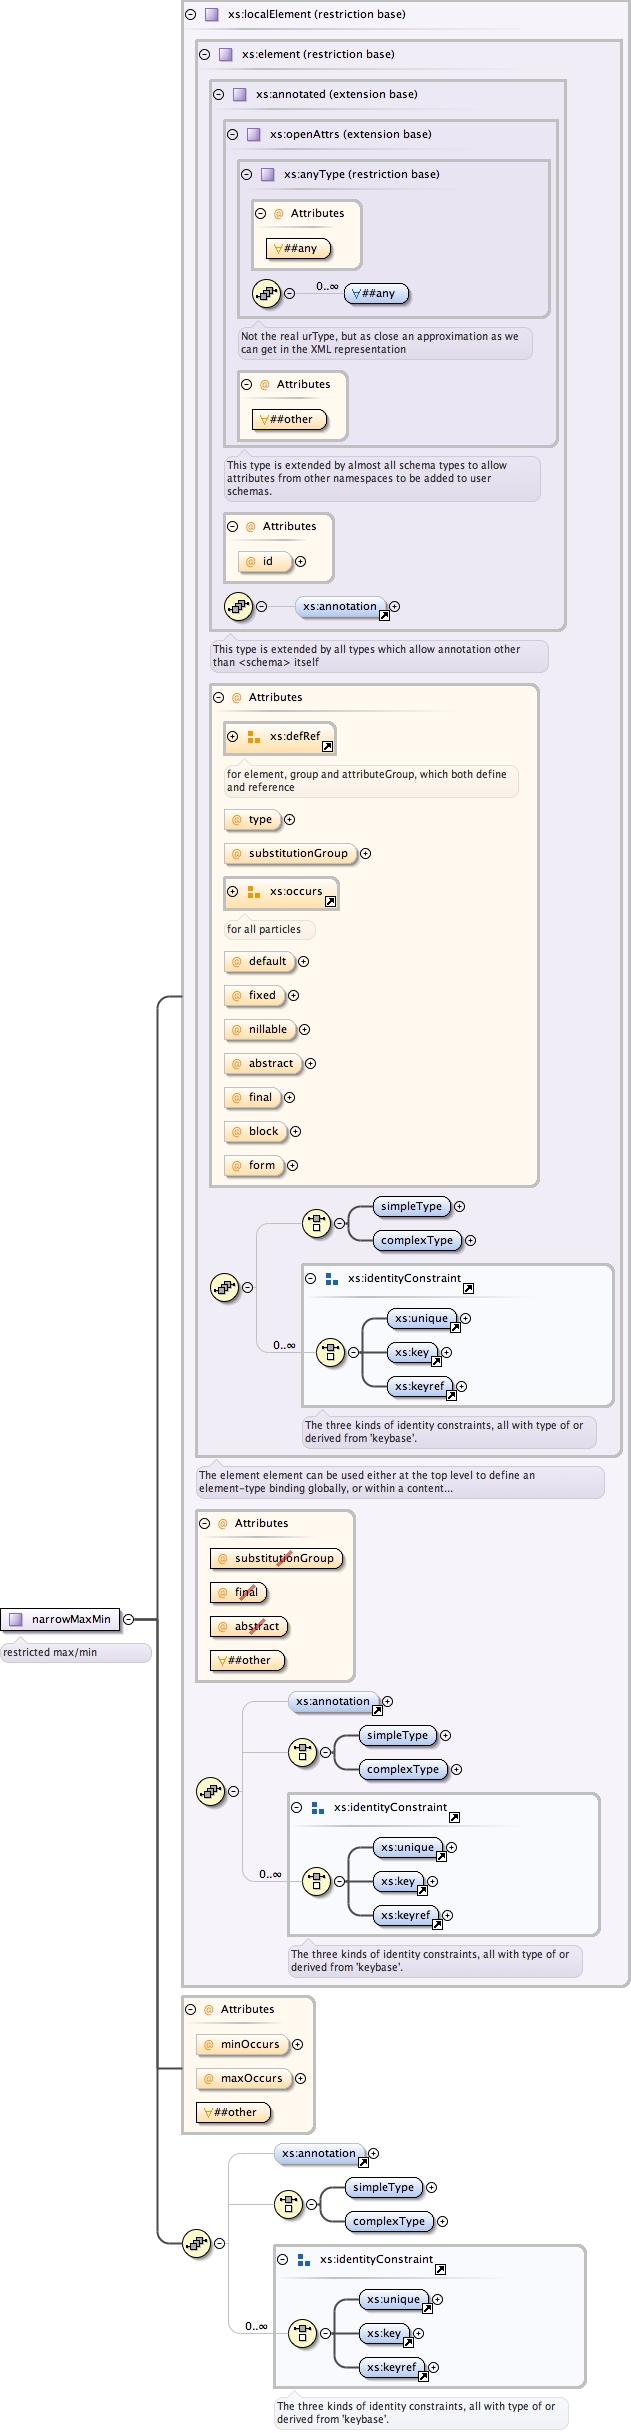 xs:localElement (restriction base)
xs:element (restriction base)
xs:annotated (extension base)
xs:openAttrs (extension base)
xs:anyType (restriction base)
@ Attributes
∀##any
0..∞
∀##any
Not the real urType, but as close an approximation as we
can get in the XML representation
@ Attributes
∀##other
This type is extended by almost all schema types to allow
attributes from other namespaces to be added to user
schemas.
@ Attributes
@ id
xs:annotation
This type is extended by all types which allow annotation other
than <schema> itself
@ Attributes
xs:defRef
for element, group and attributeGroup, which both define
and reference
@ type
@ substitutionGroup
xs:occurs
for all particles
@ default
@ fixed
@ nillable
@ abstract
@ final
@ block
@ form
simpleType
complexType
xs:identityConstraint
xs:unique
0..∞
xs:key
xs:keyref
The three kinds of identity constraints, all with type of or
derived from 'keybase'.
The element element can be used either at the top level to define an
element-type binding globally, or within a content...
@ Attributes
@ substitutionGroup
@ final
@ abstract
∀##other
narrowMaxMin
restricted max/min
xs:annotation
simpleType
complexType
xs:identityConstraint
xs:unique
0..∞
xs:key
xs:keyref
The three kinds of identity constraints, all with type of or
derived from 'keybase'.
@ Attributes
@ minOccurs
@ maxOccurs
∀##other
xs:annotation
simpleType
complexType
xs:identityConstraint
xs:unique
0..∞
xs:key
xs:keyref
The three kinds of identity constraints, all with type of or
derived from 'keybase'.